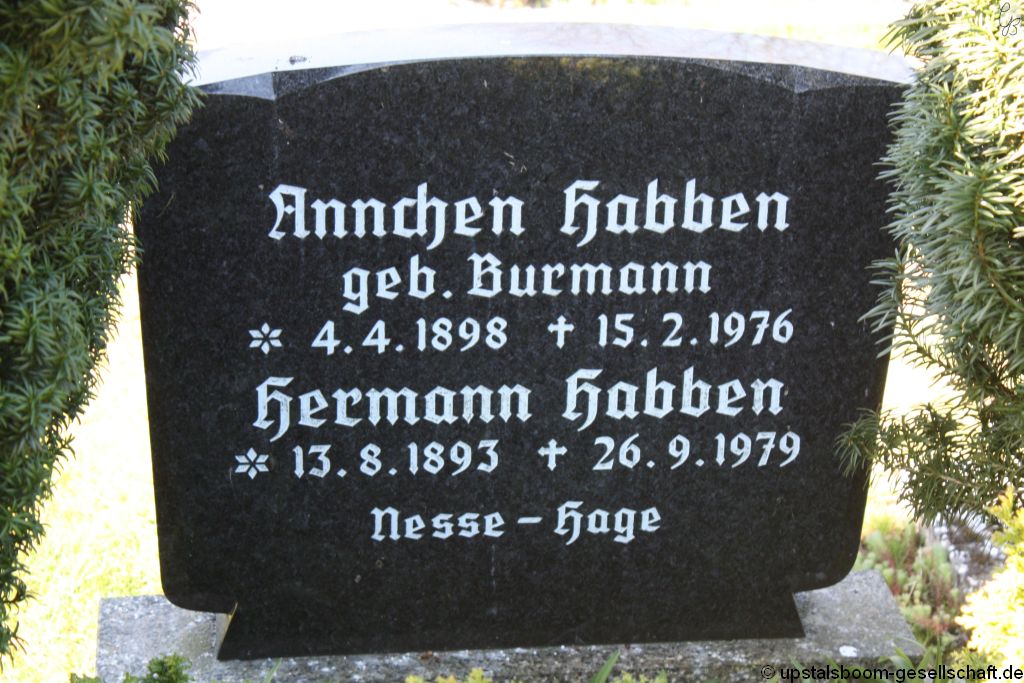 Annchen Habben
geb. Burmann
* 4.4.1898 † 15.2.1976
Hermann Habben
* 13.8.1893 † 26.9.1979
Nesse - Hage
© upstalsboom-gesellschaft.de